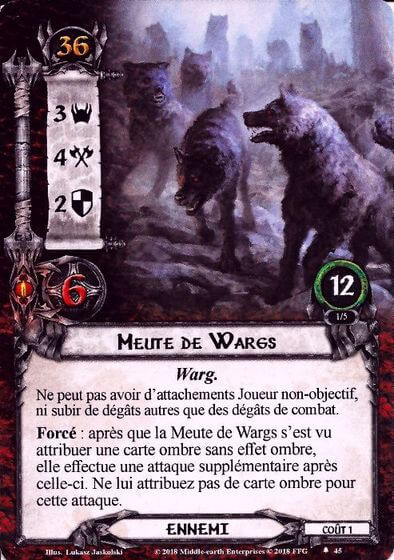 36
3
4
2
6
12
1/5
Meute de Wargs
Warg.
Ne peut pas avoir d'attachements Joueur non-objectif,
ni subir de dégâts autres que des dégâts de combat.
Forcé : après que la Meute de Wargs s'est vu
attribuer une carte ombre sans effet ombre,
elle effectue une attaque supplémentaire après
celle-ci. Ne lui attribuez pas de carte ombre pour
cette attaque.
ENNEMI
COÛT 1
Illus. Lukasz Jaskolski © 2018 Middle-earth Enterprises © 2018 FFG 45